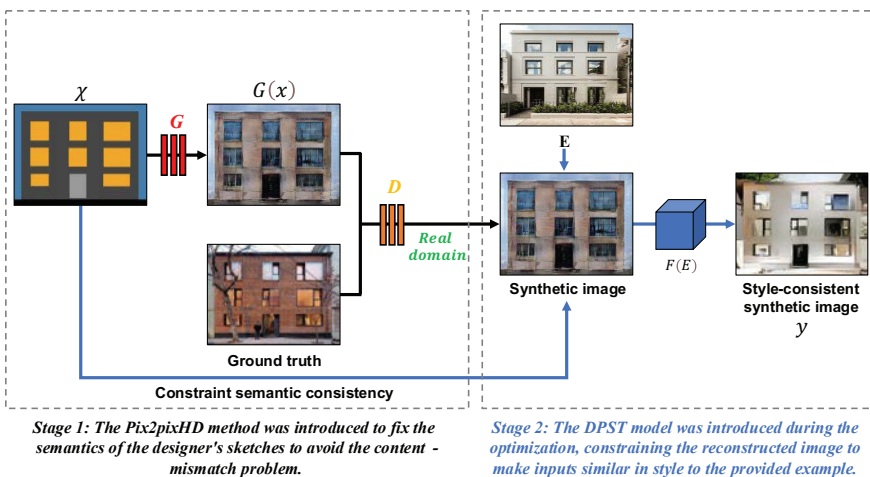 χ
G(x)
G
E
D
Real
domain
F(E)
Synthetic image
Style-consistent
synthetic image
y
Ground truth
Constraint semantic consistency
Stage 1: The Pix2pixHD method was introduced to fix the
semantics of the designer's sketches to avoid the content -
mismatch problem.
Stage 2: The DPST model was introduced during the
optimization, constraining the reconstructed image to
make inputs similar in style to the provided example.